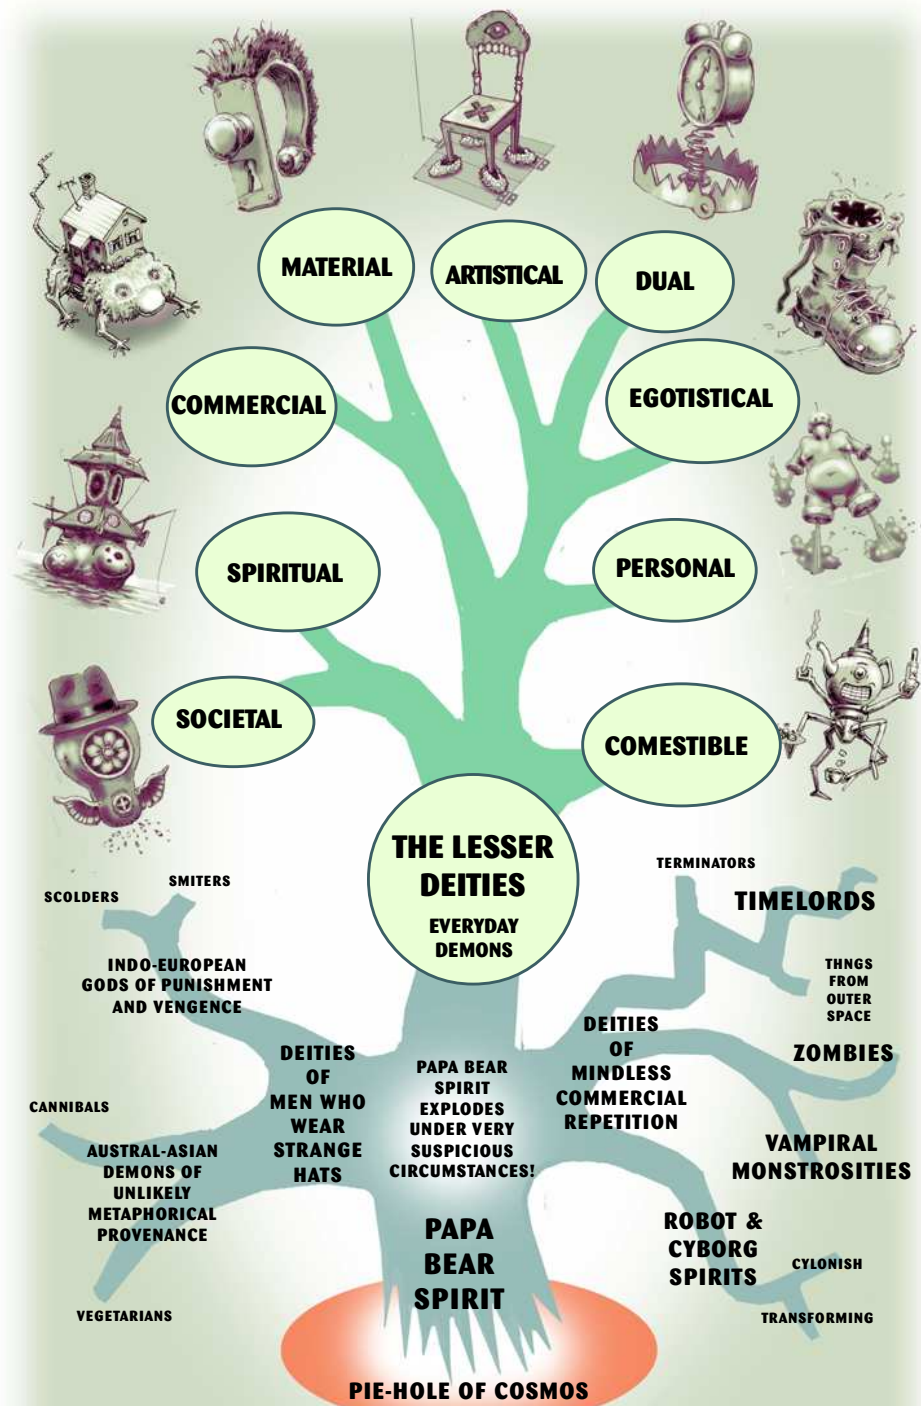 MATERIAL
ARTISTICAL
DUAL
COMMERCIAL
EGOTISTICAL
SPIRITUAL
PERSONAL
SOCIETAL
COMESTIBLE
THE LESSER
DEITIES
EVERYDAY
DEMONS
SCOLDERS
SMITERS
INDO-EUROPEAN
GODS OF PUNISHMENT
AND VENGENCE
TERMINATORS
TIMELORDS
THNGS
FROM
OUTER
SPACE
DEITIES
OF
MEN WHO
WEAR
STRANGE
HATS
PAPA BEAR
SPIRIT
EXPLODES
UNDER VERY
SUSPICIOUS
CIRCUMSTANCES!
DEITIES
OF
MINDLESS
COMMERCIAL
REPETITION
ZOMBIES
CANNIBALS
AUSTRAL-ASIAN
DEMONS OF
UNLIKELY
METAPHORICAL
PROVENANCE
VEGETARIANS
VAMPIRAL
MONSTROSITIES
PAPA
BEAR
SPIRIT
ROBOT &
CYBORG
SPIRITS
CYLONISH
TRANSFORMING
PIE-HOLE OF COSMOS